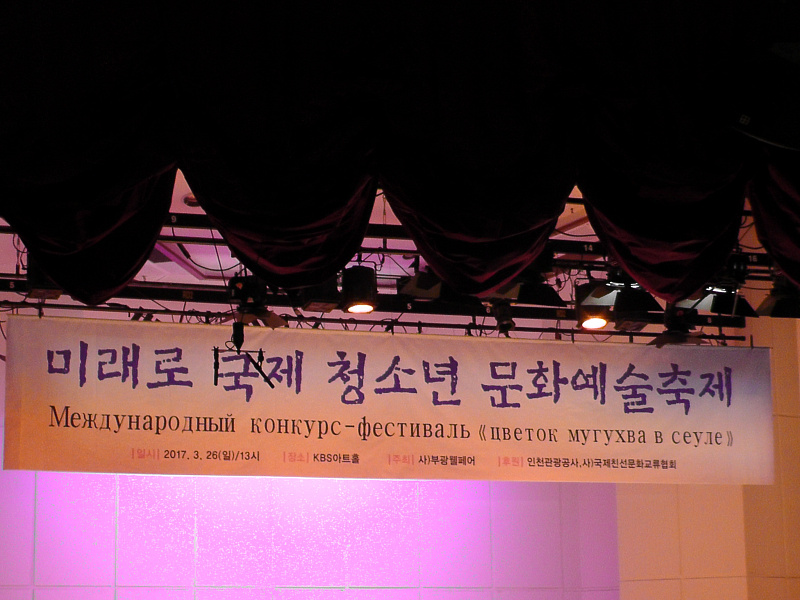 미래로 국제 청소년 문화예술축제
Международный конкурс-фестиваль «цветок мугухва в сеуле»
|일시| 2017. 3. 26(일)/13시 |장소| KBS아트홀 |주최| 사)부광웰페어 |후원| 인천관광공사,사)국제친선문화교류협회